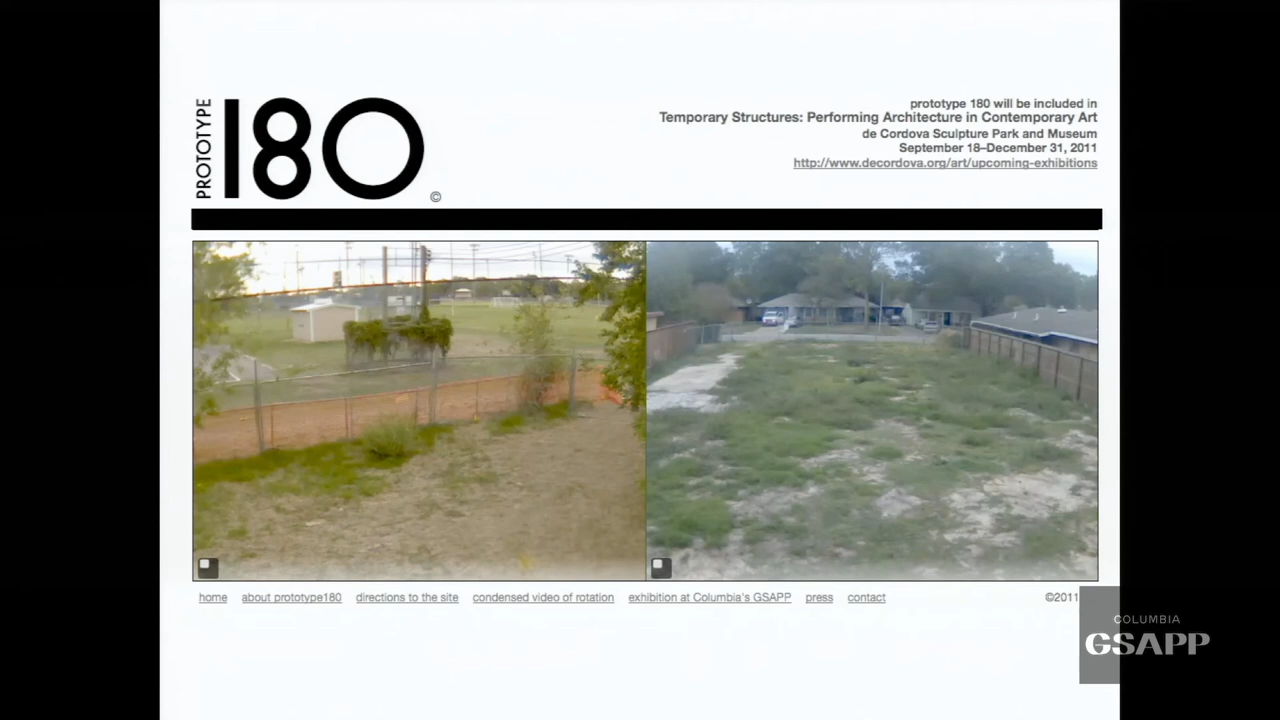 PROTOTYPE
180
©
prototype 180 will be included in
Temporary Structures: Performing Architecture in Contemporary Art
de Cordova Sculpture Park and Museum
September 18–December 31, 2011
http://www.decordova.org/art/upcoming-exhibitions
home about prototype180 directions to the site condensed video of rotation exhibition at Columbia's GSAPP press contact ©2011
COLUMBIA
GSAPP